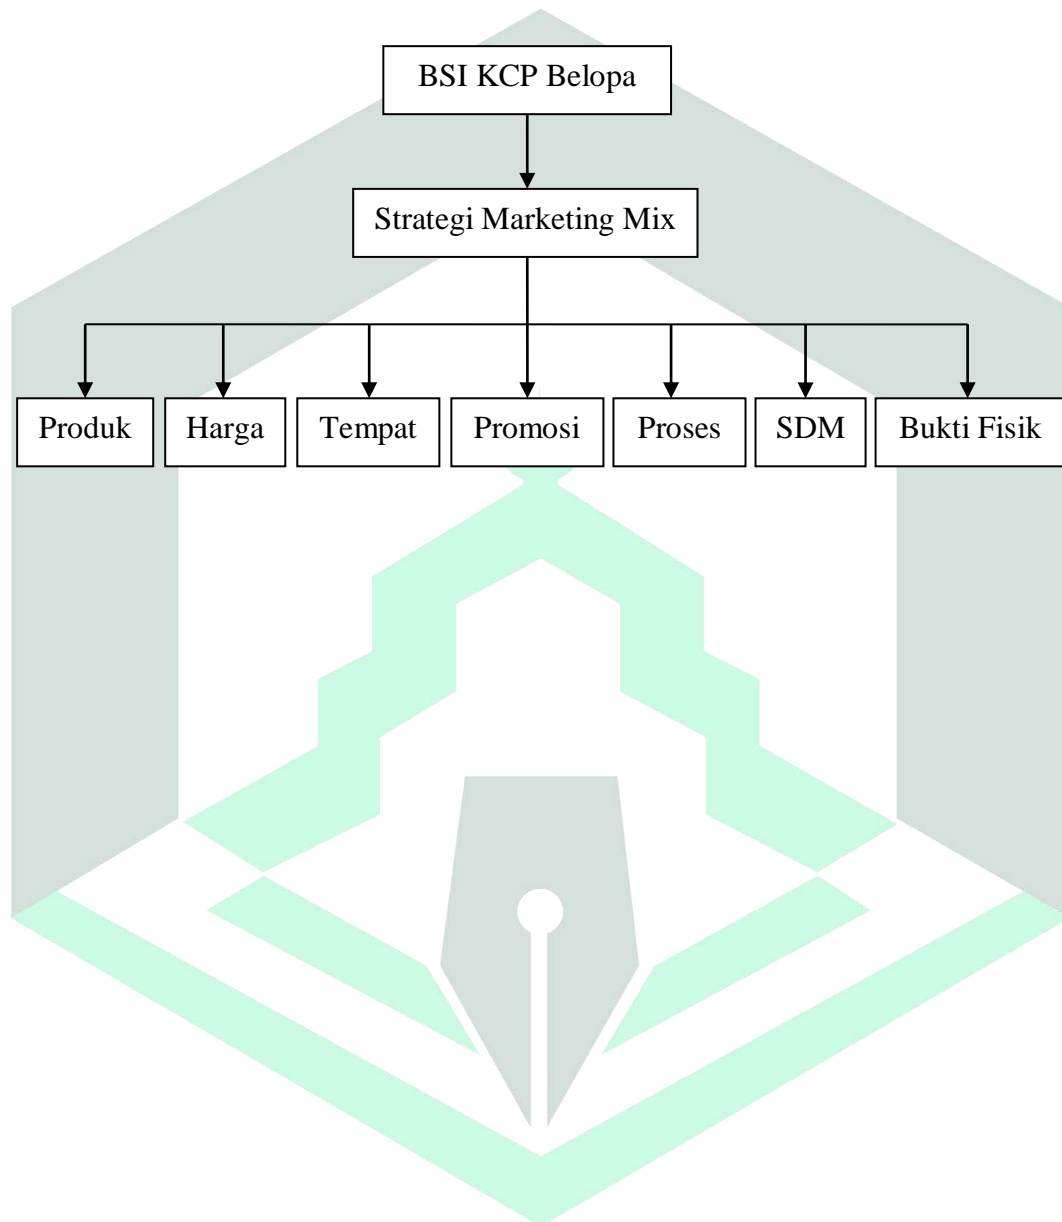 BSI KCP Belopa
Strategi Marketing Mix
Produk
Harga
Tempat
Promosi
Proses
SDM
Bukti Fisik